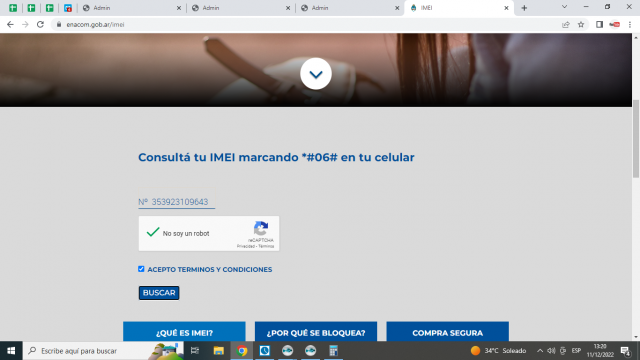 Admin
Admin
Admin
IMEI
enacom.gob.ar/imei
Consultá tu IMEI marcando *#06# en tu celular
Nº 353923109643
No soy un robot
reCAPTCHA
Privacidad - Términos
ACEPTO TERMINOS Y CONDICIONES
BUSCAR
¿QUÉ ES IMEI?
¿POR QUÉ SE BLOQUEA?
COMPRA SEGURA
Escribe aquí para buscar
34°C Soleado
ESP
13:20
11/12/2022